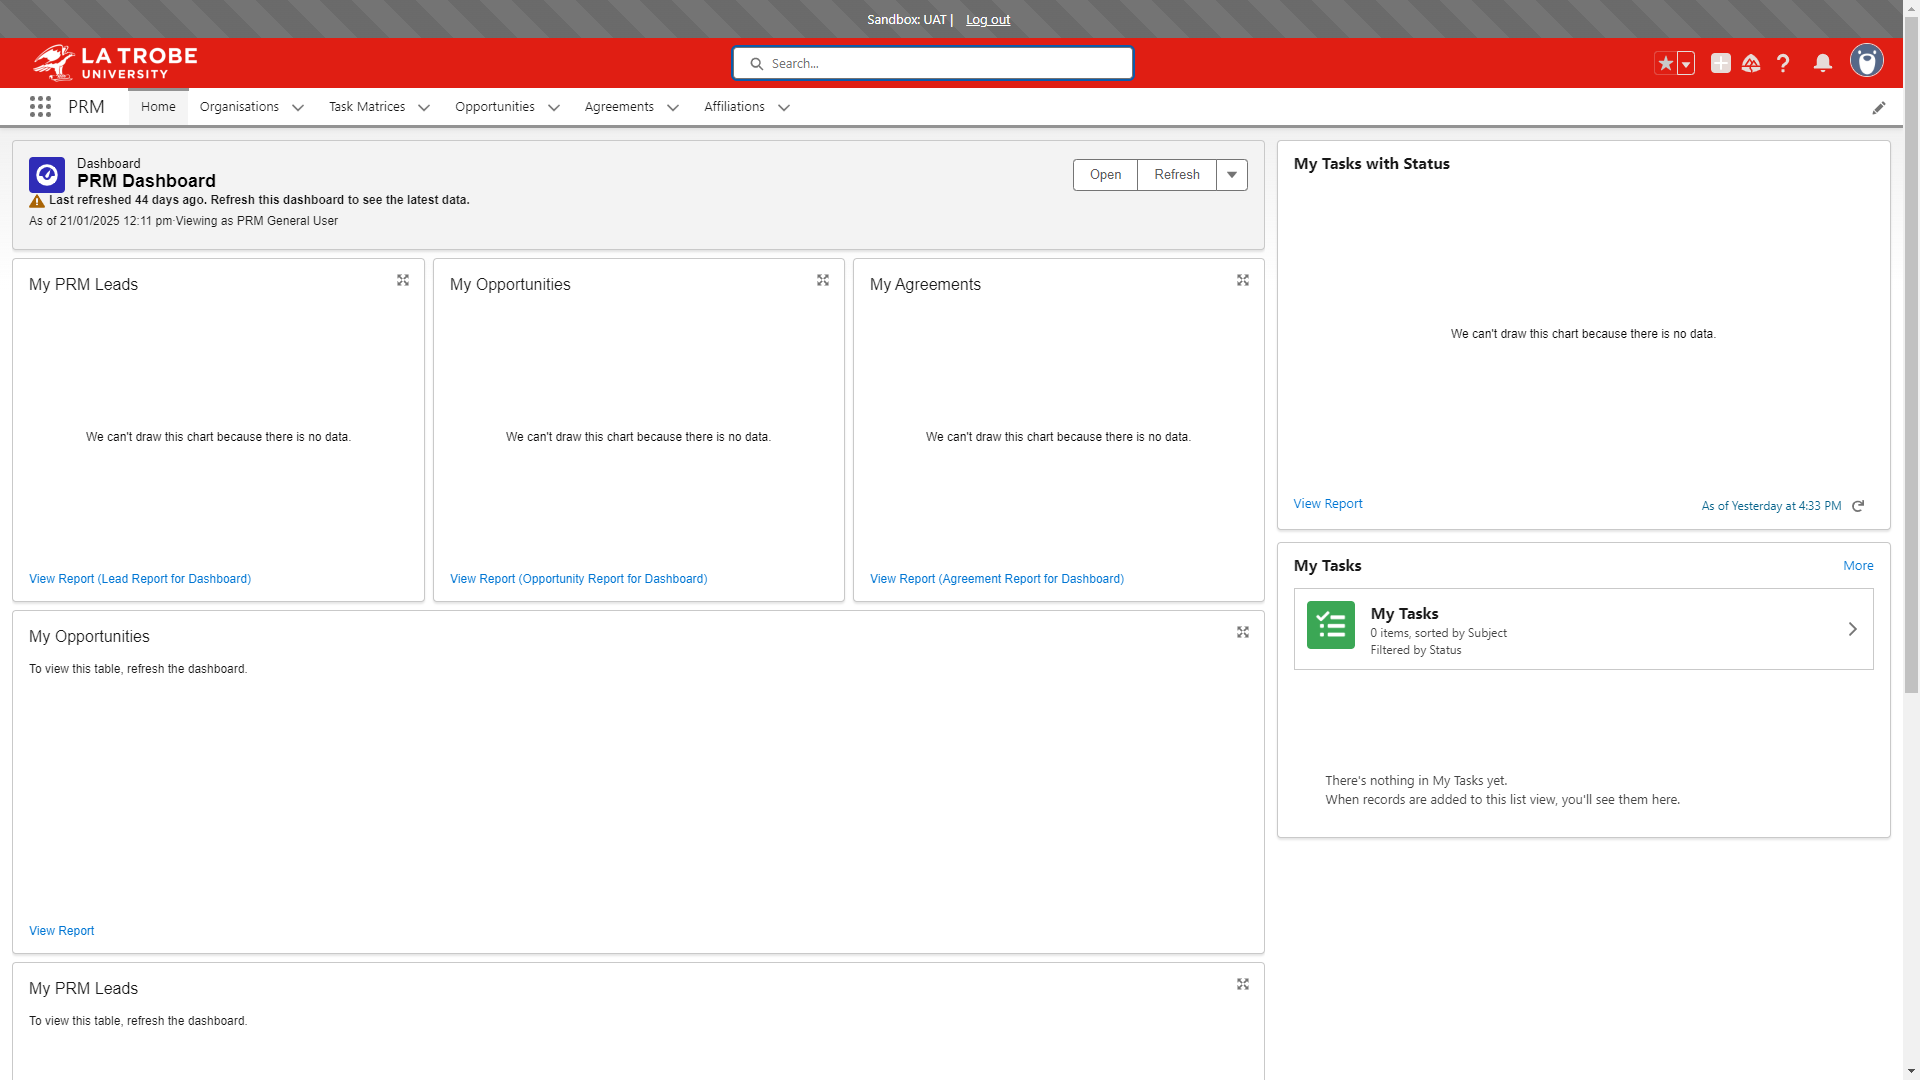 Sandbox: UAT | Log out
LA TROBE
UNIVERSITY
Search...
PRM
Home
Organisations
Task Matrices
Opportunities
Agreements
Affiliations
Dashboard
PRM Dashboard
Last refreshed 44 days ago. Refresh this dashboard to see the latest data.
As of 21/01/2025 12:11 pm·Viewing as PRM General User
Open
Refresh
My PRM Leads
We can't draw this chart because there is no data.
View Report (Lead Report for Dashboard)
My Opportunities
We can't draw this chart because there is no data.
View Report (Opportunity Report for Dashboard)
My Agreements
We can't draw this chart because there is no data.
View Report (Agreement Report for Dashboard)
My Opportunities
To view this table, refresh the dashboard.
View Report
My PRM Leads
To view this table, refresh the dashboard.
My Tasks with Status
We can't draw this chart because there is no data.
View Report
As of Yesterday at 4:33 PM
My Tasks
More
My Tasks
0 items, sorted by Subject
Filtered by Status
There's nothing in My Tasks yet.
When records are added to this list view, you'll see them here.